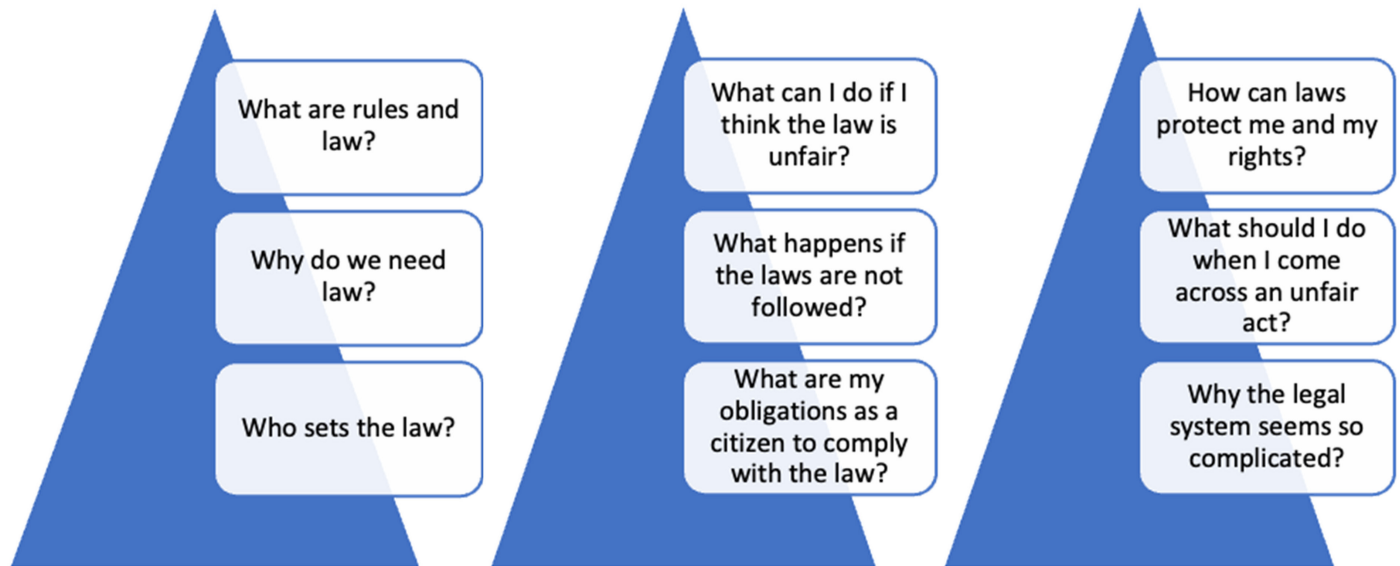 What are rules and
law?
Why do we need
law?
Who sets the law?
What can I do if I
think the law is
unfair?
What happens if
the laws are not
followed?
What are my
obligations as a
citizen to comply
with the law?
How can laws
protect me and my
rights?
What should I do
when I come
across an unfair
act?
Why the legal
system seems so
complicated?